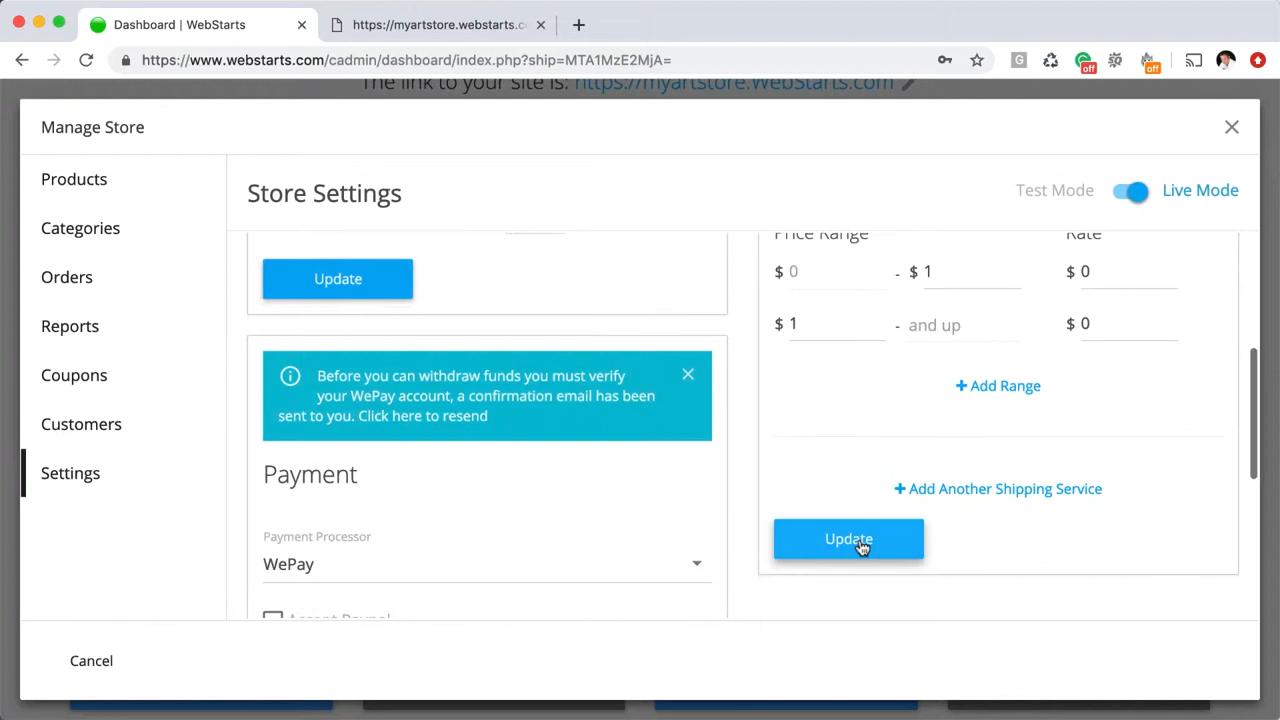 Dashboard | WebStarts
https://myartstore.webstarts.c
https://www.webstarts.com/cadmin/dashboard/index.php?ship=MTA1MzE2MjA=
G
off
off
The link to your site is: https://myartstore.WebStarts.com
Manage Store
Products
Categories
Orders
Reports
Coupons
Customers
Settings
Store Settings
Test Mode
Live Mode
Update
Before you can withdraw funds you must verify
your WePay account, a confirmation email has been
sent to you. Click here to resend
Payment
Payment Processor
WePay
Accept Paypal
Price Range
Rate
$ 0 - $ 1 $ 0
$ 1 - and up $ 0
+ Add Range
+ Add Another Shipping Service
Update
Cancel